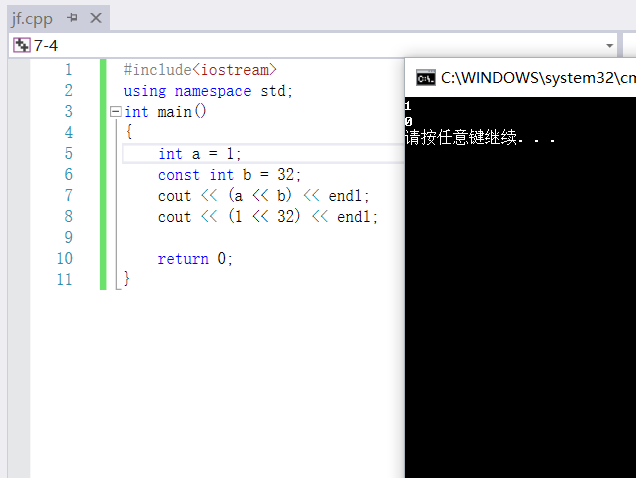 jf.cpp
7-4
1 #include<iostream>
2 using namespace std;
3 int main()
4 {
5 int a = 1;
6 const int b = 32;
7 cout << (a << b) << endl;
8 cout << (1 << 32) << endl;
9
10 return 0;
11 }
C:\WINDOWS\system32\cm
1
0
请按任意键继续. . .